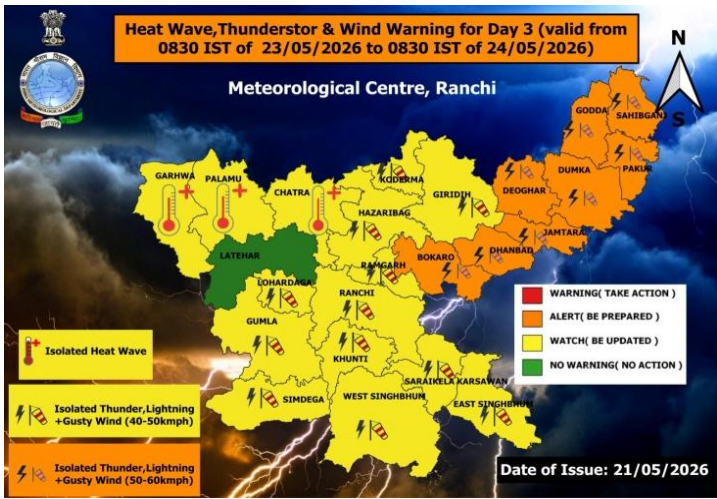 Heat Wave,Thunderstor & Wind Warning for Day 3 (valid from
0830 IST of 23/05/2026 to 0830 IST of 24/05/2026)
Meteorological Centre, Ranchi
N
S
GODDA
SAHIBGANJ
PAKUR
DUMKA
DEOGHAR
JAMTARA
DHANBAD
BOKARO
GARHWA
PALAMU
CHATRA
KODERMA
GIRIDIH
HAZARIBAG
RAMGARH
LATEHAR
LOHARDAGA
RANCHI
GUMLA
KHUNTI
SIMDEGA
WEST SINGHBHUM
SARAIKELA KARSAWAN
EAST SINGHBHUM
WARNING( TAKE ACTION )
ALERT( BE PREPARED )
WATCH( BE UPDATED )
NO WARNING( NO ACTION )
Isolated Heat Wave
Isolated Thunder,Lightning
+Gusty Wind (40-50kmph)
Isolated Thunder,Lightning
+Gusty Wind (50-60kmph)
Date of Issue: 21/05/2026